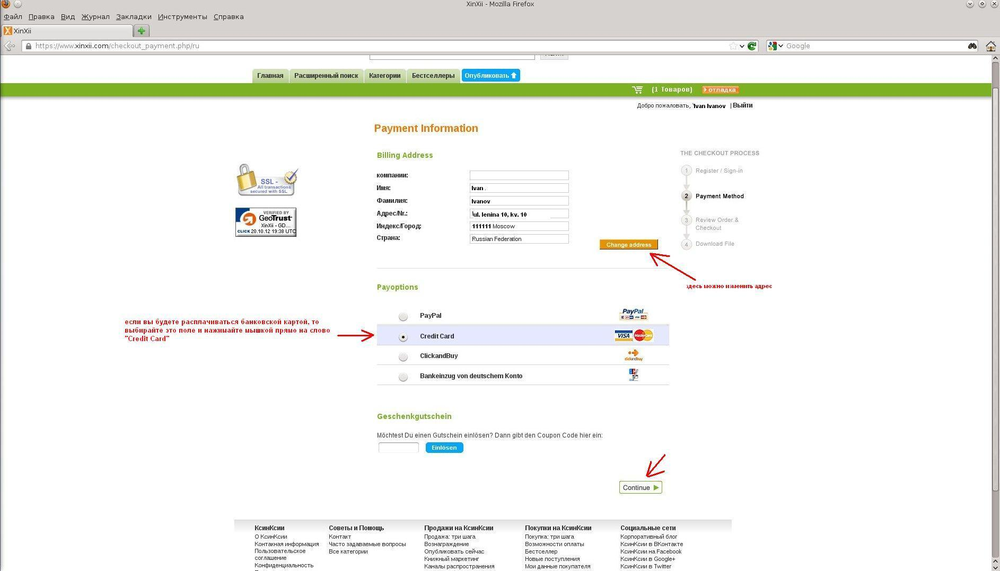 XinXii - Mozilla Firefox
Файл Правка Вид Журнал Закладки Инструменты Справка
XinXii
https://www.xinxii.com/checkout_payment.php/ru
Google
Главная Расширенный поиск Категории Бестселлеры Опубликовать
(1 Товаров) отладка
Добро пожаловать, Ivan Ivanov | Выйти
Payment Information
Billing Address
компании:
Имя: Ivan .
Фамилия: Ivanov
Адрес/Nr.: ul. lenina 10, kv. 10
Индекс/Город: 111111 Moscow
Страна: Russian Federation
Change address
THE CHECKOUT PROCESS
1 Register / Sign-in
2 Payment Method
3 Review Order &
Checkout
4 Download File
SSL -
All transactions
secured with SSL
VERIFIED BY
GeoTrust
XinXii - GD...
CLICK 20.10.12 19:38 UTC
здесь можно изменить адрес
Payoptions
PayPal PayPal
если вы будете расплачиваться банковской картой, то
выбирайте это поле и нажимайте мышкой прямо на слово
"Credit Card"
Credit Card VISA MasterCard
ClickandBuy clickandbuy
Bankeinzug von deutschem Konto
Geschenkgutschein
Möchtest Du einen Gutschein einlösen? Dann gibt den Coupon Code hier ein:
Einlösen
Continue
КсинКсии
О КсинКсии
Контакная информация
Пользовательское
соглашение
Конфиденциальность
Советы и Помощь
Контакт
Часто задаваемые вопросы
Все категории
Продажи на КсинКсии
Продажа: три шага
Вознаграждение
Опубликовать сейчас
Книжный маркетинг
Каналы распространения
Покупки на КсинКсии
Покупка: три шага
Возможности оплаты
Бестселлер
Новые поступления
Мои данные покупателя
Социальные сети
Корпоративный блог
КсинКсии в ВКонтакте
КсинКсии на Facebook
КсинКсии в Google+
КсинКсии в Twitter